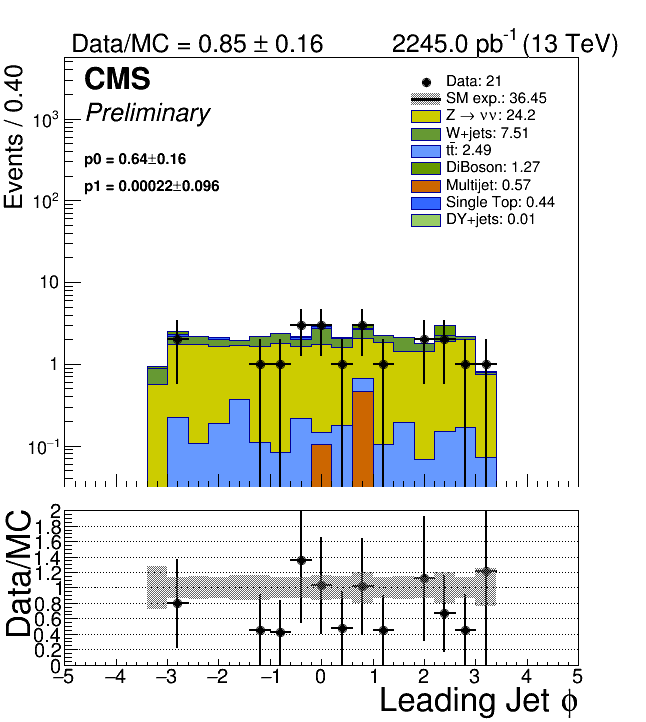 Data/MC = 0.85 ± 0.16 2245.0 pb⁻¹ (13 TeV)
CMS
Preliminary
p0 = 0.64±0.16
p1 = 0.00022±0.096
Data: 21
SM exp.: 36.45
Z → νν: 24.2
W+jets: 7.51
tt̄: 2.49
DiBoson: 1.27
Multijet: 0.57
Single Top: 0.44
DY+jets: 0.01
Events / 0.40
10³
10²
10
1
10⁻¹
Data/MC
2
1.8
1.6
1.4
1.2
1
0.8
0.6
0.4
0.2
0
−5 −4 −3 −2 −1 0 1 2 3 4 5
Leading Jet ϕ